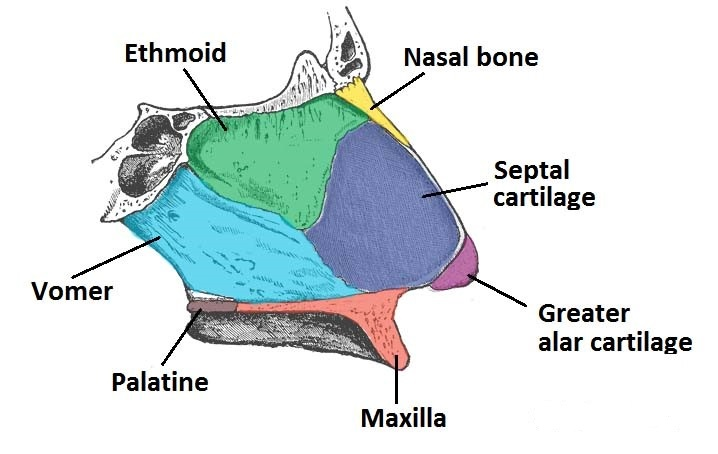 Ethmoid
Nasal bone
Septal
cartilage
Vomer
Greater
alar cartilage
Palatine
Maxilla